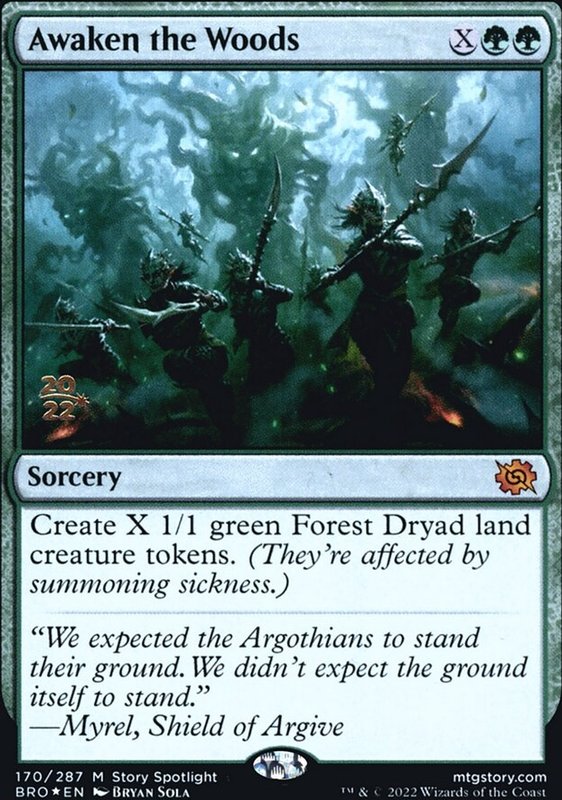 Awaken the Woods X
20
22
Sorcery
Create X 1/1 green Forest Dryad land
creature tokens. (They're affected by
summoning sickness.)
“We expected the Argothians to stand
their ground. We didn't expect the ground
itself to stand.”
—Myrel, Shield of Argive
170/287 M Story Spotlight
BRO★EN Bryan Sola
mtgstory.com
™ & © 2022 Wizards of the Coast